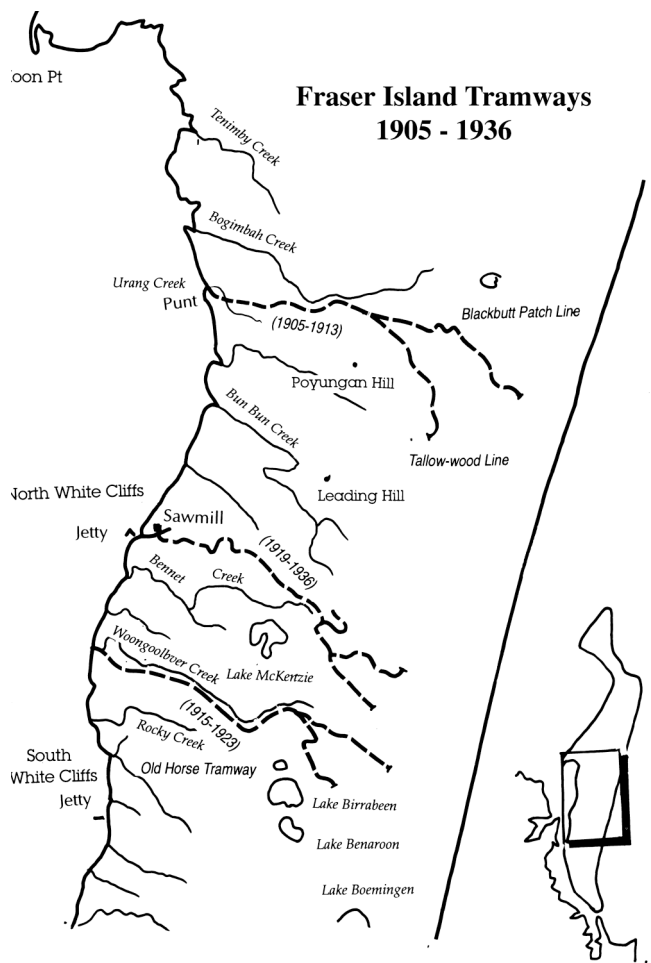 oon Pt
Fraser Island Tramways
1905 - 1936
Tenimby Creek
Bogimbah Creek
Urang Creek
Punt
Blackbutt Patch Line
(1905-1913)
Poyungan Hill
Bun Bun Creek
Tallow-wood Line
North White Cliffs
Leading Hill
Sawmill
Jetty
(1919-1936)
Bennet Creek
Woongoolbver Creek
Lake McKenzie
(1915-1923)
Rocky Creek
South
White Cliffs
Old Horse Tramway
Jetty
Lake Birrabeen
Lake Benaroon
Lake Boemingen